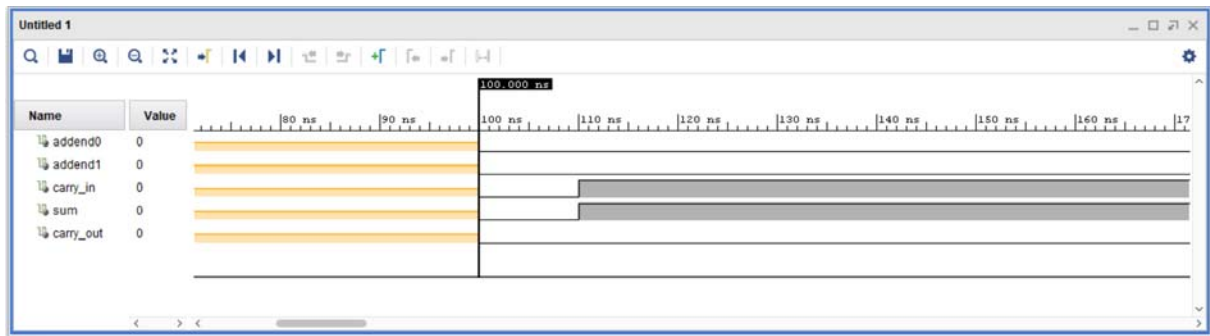 Untitled 1
100.000 ns
Name Value 80 ns 90 ns 100 ns 110 ns 120 ns 130 ns 140 ns 150 ns 160 ns 17
addend0 0
addend1 0
carry_in 0
sum 0
carry_out 0